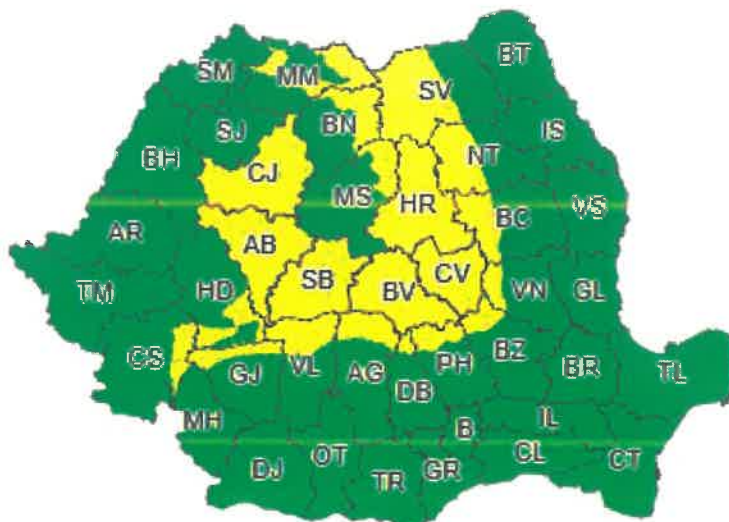 BT
SM MM SV
BN
SJ IS
BH CJ NT
MS HR VS
AR AB BC
TM HD SB BV CV VN GL
CS GJ VL AG PH BZ BR TL
DB
MH B IL
DJ OT TR GR CL CT